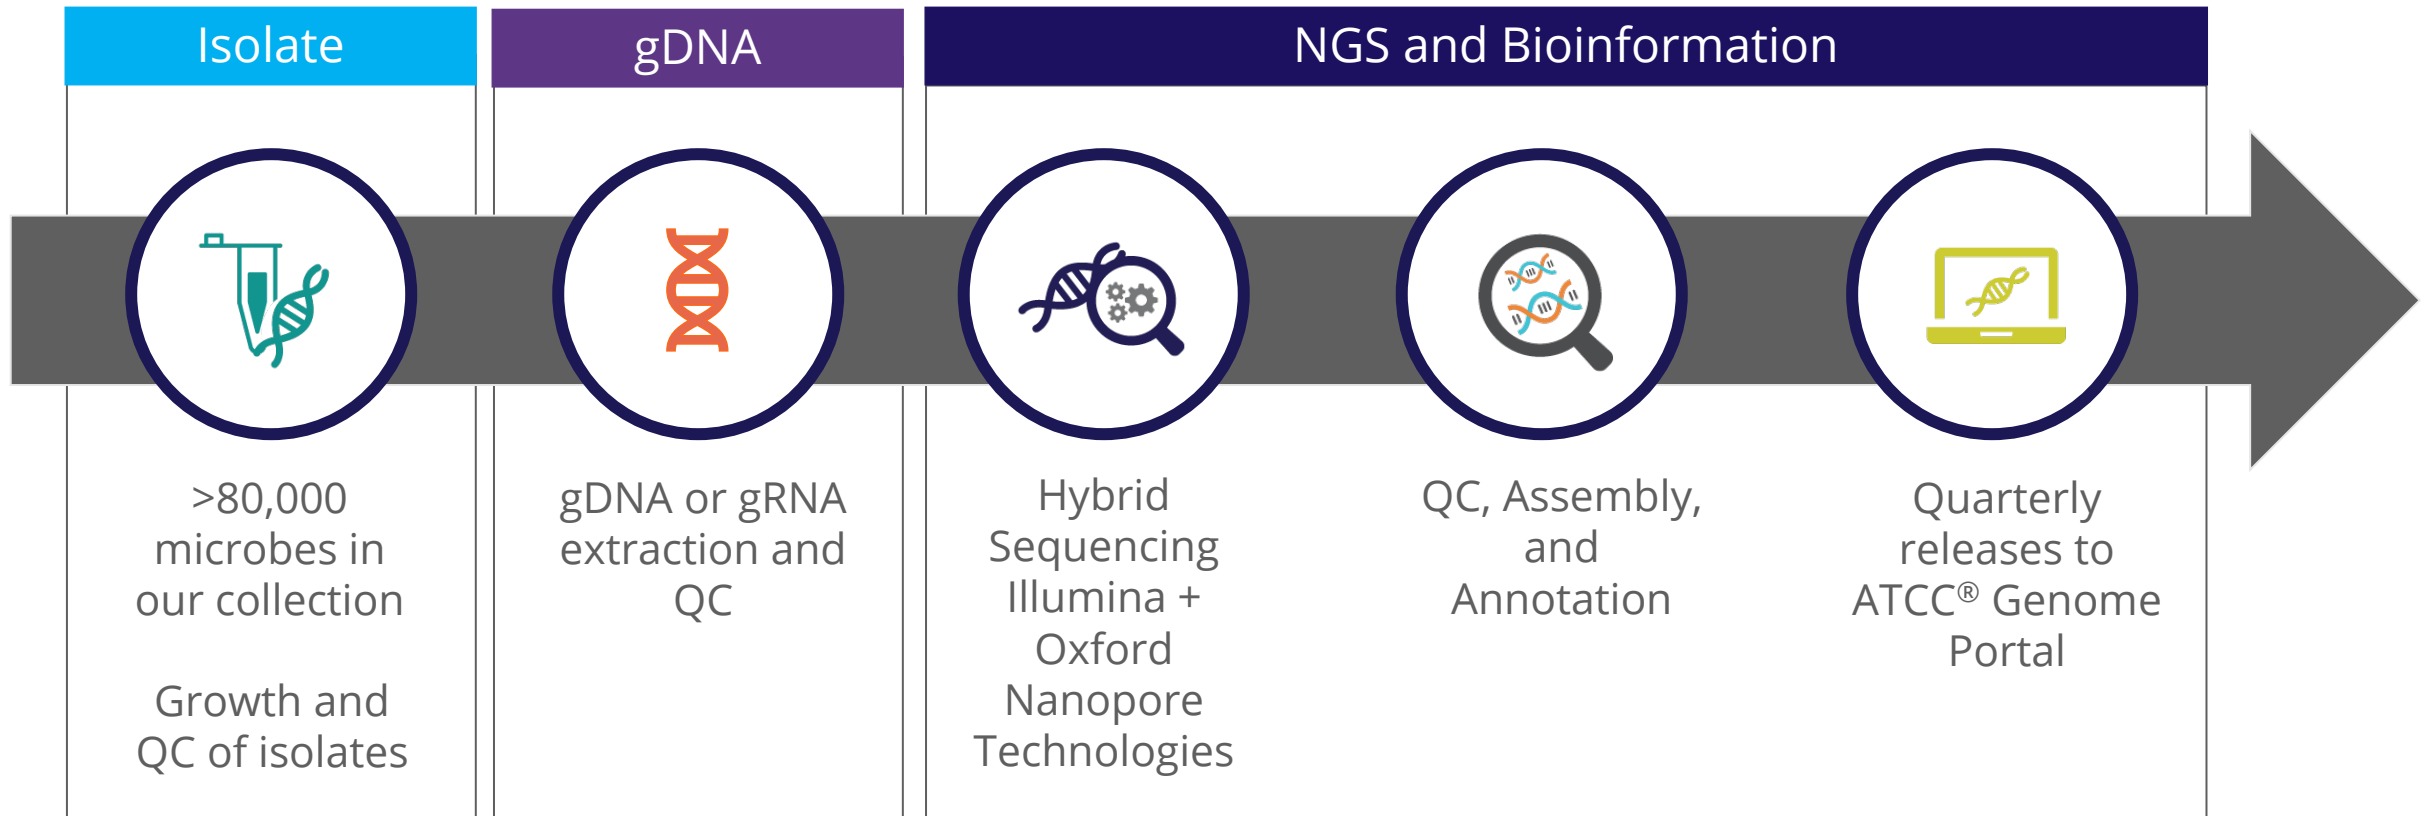 Isolate
gDNA
NGS and Bioinformation
>80,000
microbes in
our collection
Growth and
QC of isolates
gDNA or gRNA
extraction and
QC
Hybrid
Sequencing
Illumina +
Oxford
Nanopore
Technologies
QC, Assembly,
and
Annotation
Quarterly
releases to
ATCC® Genome
Portal